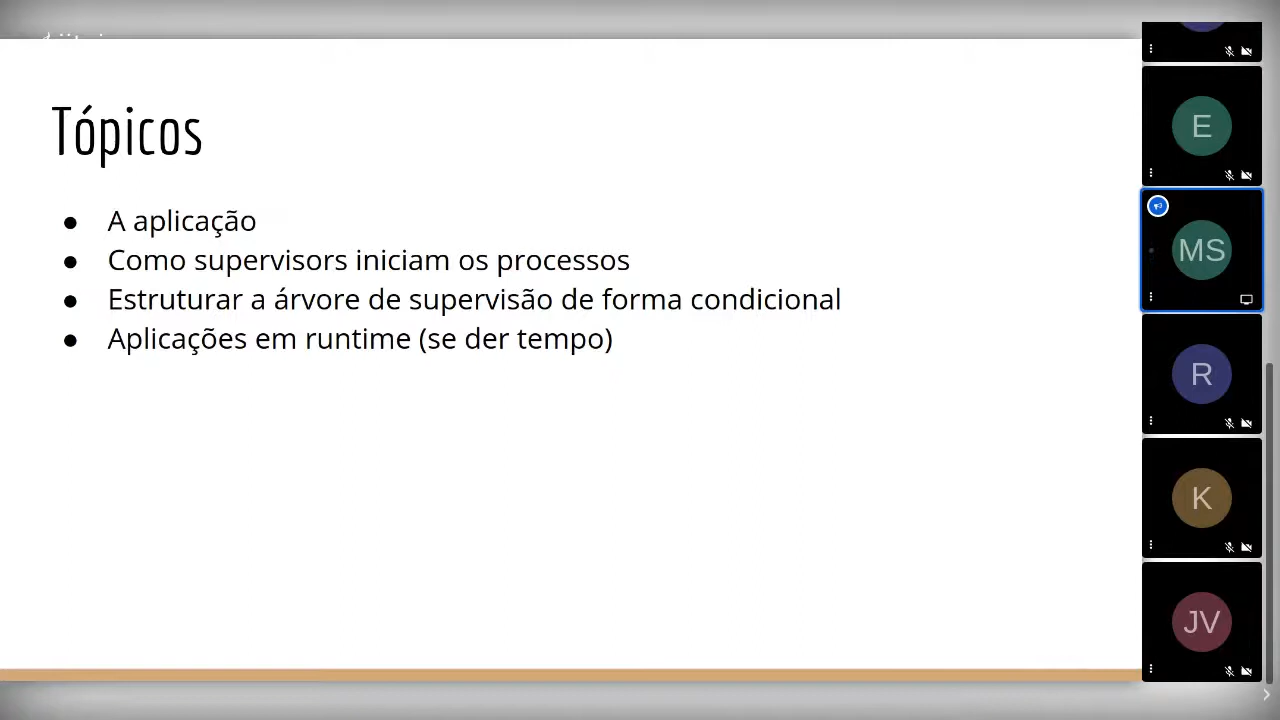 Tópicos
● A aplicação
● Como supervisors iniciam os processos
● Estruturar a árvore de supervisão de forma condicional
● Aplicações em runtime (se der tempo)
E
MS
R
K
JV